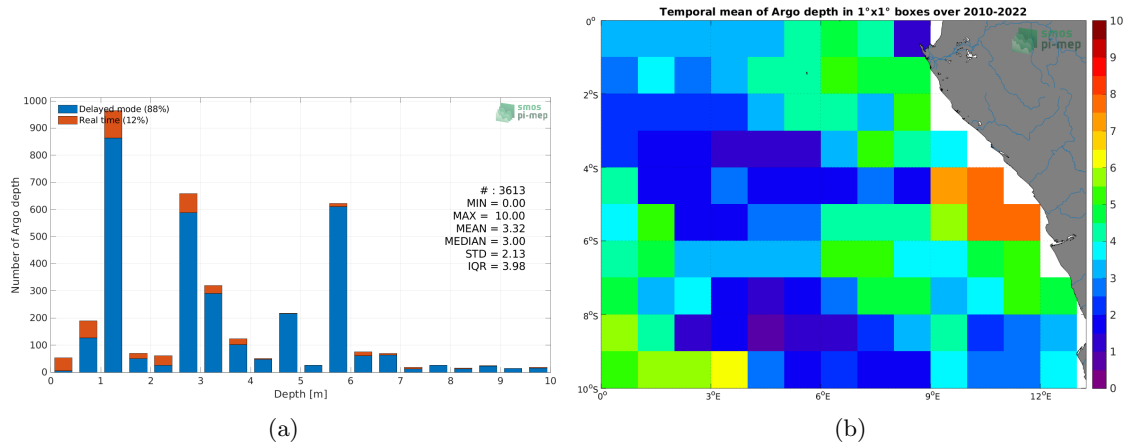 1000
900
800
700
600
500
400
300
200
100
0
Number of Argo depth
Delayed mode (88%)
Real time (12%)
smos
pi-mep
# : 3613
MIN = 0.00
MAX = 10.00
MEAN = 3.32
MEDIAN = 3.00
STD = 2.13
IQR = 3.98
0 1 2 3 4 5 6 7 8 9 10
Depth [m]
(a)
Temporal mean of Argo depth in 1°x1° boxes over 2010-2022
0°
2°S
4°S
6°S
8°S
10°S
0° 3°E 6°E 9°E 12°E
smos
pi-mep
10
9
8
7
6
5
4
3
2
1
0
(b)